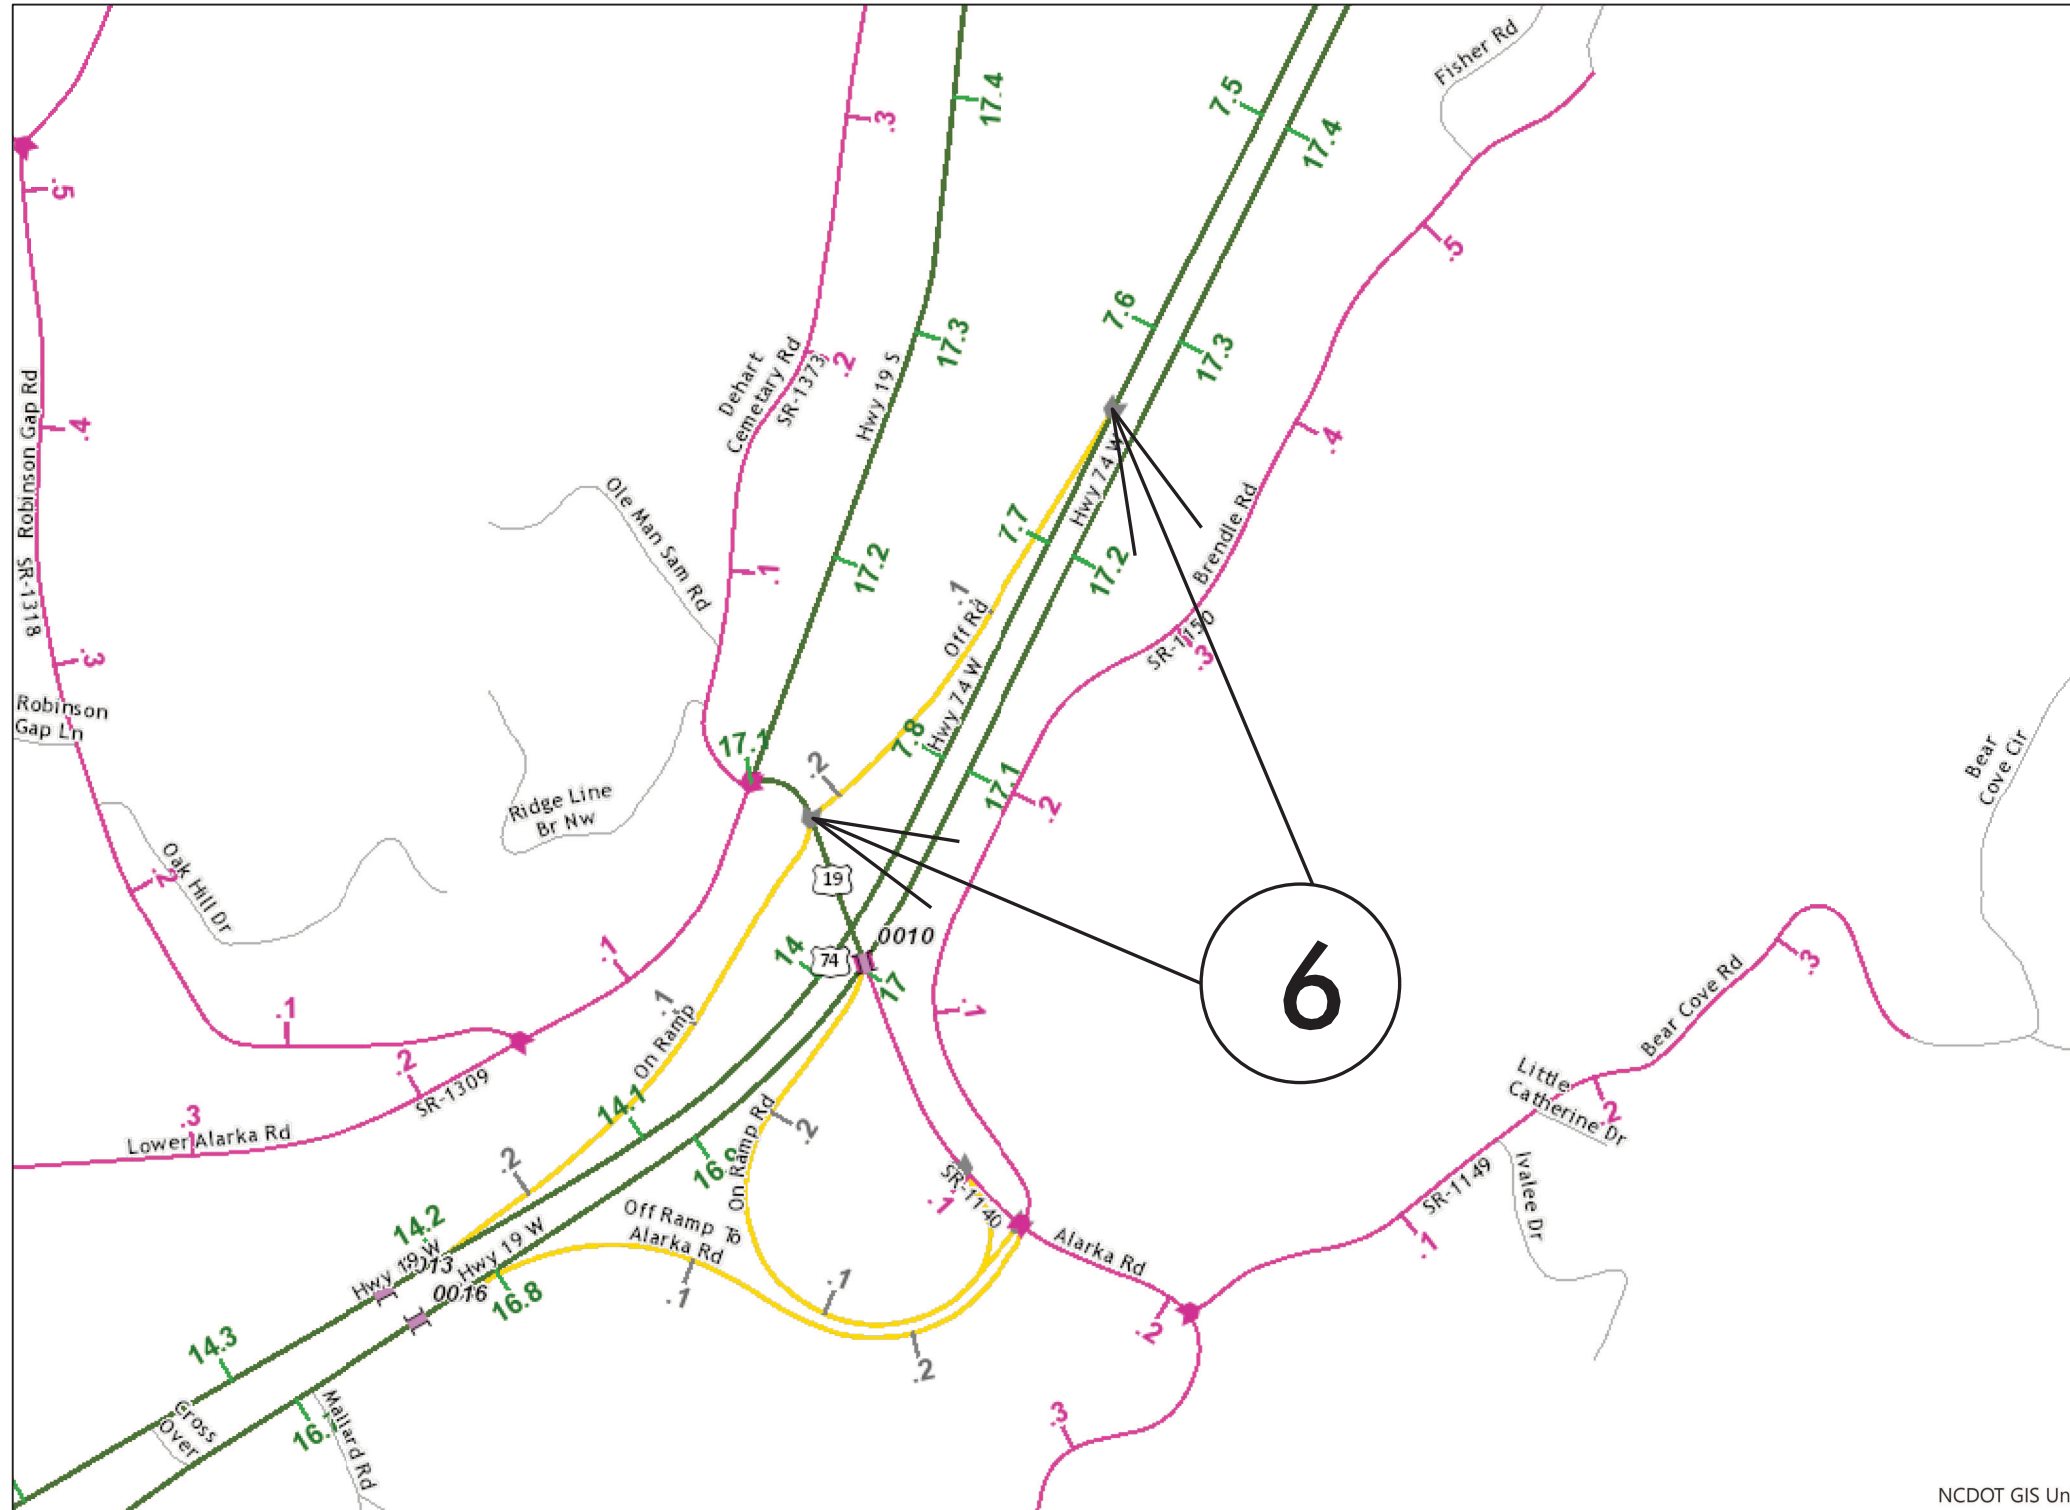 Fisher Rd
.3
17.4
7.5
17.4
.5
.5
7.6
17.3
17.3
Dehart
Cemetary Rd
SR-1373
.2
Hwy 19 S
.4
SR-1318 Robinson Gap Rd
.4
Hwy 74 W
7.7
Ole Man Sam Rd
.1
17.2
17.2
Brendle Rd
.1
Off Rd
SR-1150
.3
.3
Robinson
Gap Ln
Hwy 74 W
7.8
17.1
.2
17.1
.2
Bear
Cove Cir
Ridge Line
Br Nw
Oak Hill Dr
.2
19
0010
14
74
17
6
.1
.1
On Ramp
.1
.1
Bear Cove Rd
.3
.2
SR-1309
.3
Lower Alarka Rd
14.1
On Ramp Rd
.2
16.9
Little
Catherine Dr
.2
.2
SR-1140
.1
SR-1149
Ivalee Dr
14.2
Hwy 19 W
Hwy 19 W
0016
16.8
Off Ramp To
Alarka Rd
.1
.1
Alarka Rd
.1
.2
.2
14.3
Cross
Over
Mallard Rd
.3
NCDOT GIS Un